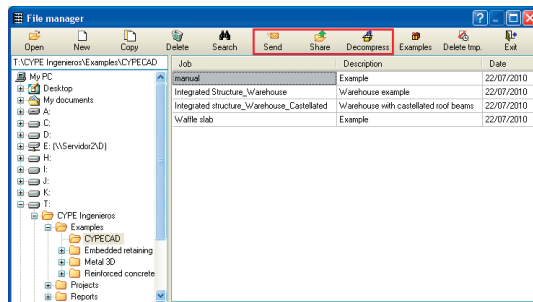 File manager
Open New Copy Delete Search Send Share Decompress Examples Delete tmp. Exit
T:\CYPE Ingenieros\Examples\CYPECAD
Job Description Date
My PC
Desktop
My documents
A:
C:
D:
E: (\\Servidor2\D)
H:
I:
J:
K:
T:
CYPE Ingenieros
Examples
CYPECAD
Embedded retaining
Metal 3D
Reinforced concrete
Projects
Reports
manual Example 22/07/2010
Integrated Structure_Warehouse Warehouse example 22/07/2010
Integrated structure_Warehouse_Castellated Warehouse with castellated roof beams 22/07/2010
Waffle slab Example 22/07/2010